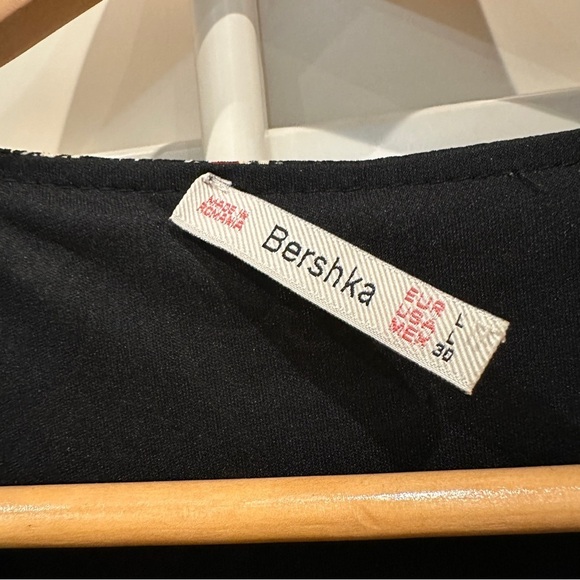 MADE IN
ROMANIA
Bershka
EUR L
USA L
MEX 30